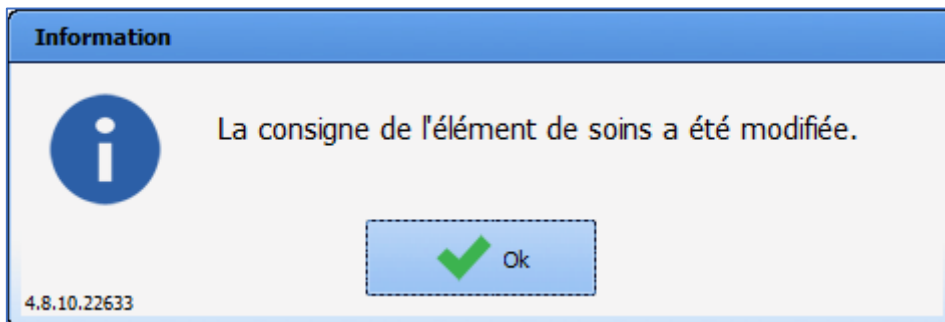 Information
La consigne de l'élément de soins a été modifiée.
Ok
4.8.10.22633